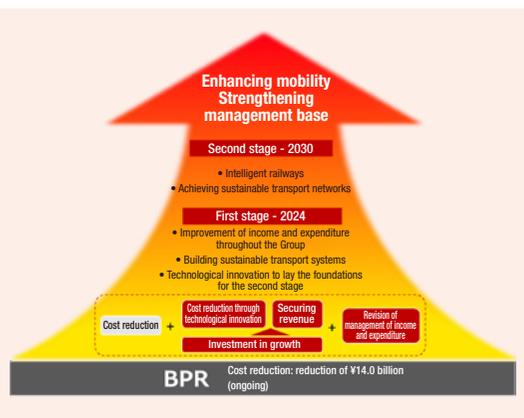 Enhancing mobility
Strengthening
management base
Second stage - 2030
• Intelligent railways
• Achieving sustainable transport networks
First stage - 2024
• Improvement of income and expenditure
throughout the Group
• Building sustainable transport systems
• Technological innovation to lay the foundations
for the second stage
Cost reduction
+
Cost reduction through
technological innovation
Securing
revenue
Investment in growth
+
Revision of
management of income
and expenditure
BPR
Cost reduction: reduction of ¥14.0 billion
(ongoing)